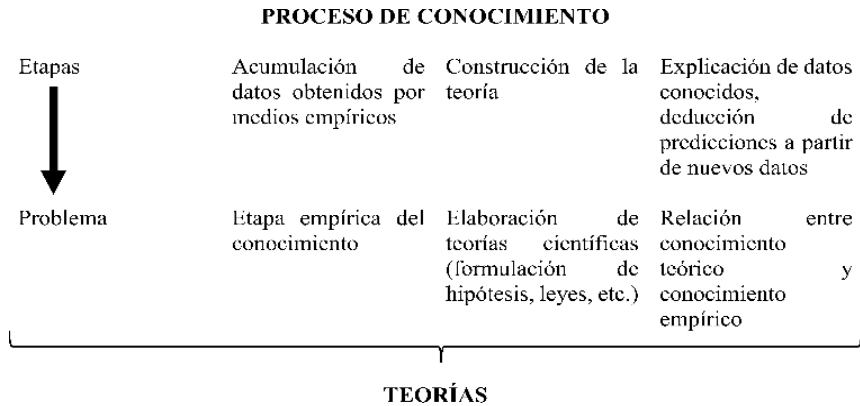 PROCESO DE CONOCIMIENTO
Etapas
Acumulación de
datos obtenidos por
medios empíricos
Construcción de la
teoría
Explicación de datos
conocidos,
deducción de
predicciones a partir
de nuevos datos
Problema
Etapa empírica del
conocimiento
Elaboración de
teorías científicas
(formulación de
hipótesis, leyes, etc.)
Relación entre
conocimiento
teórico y
conocimiento
empírico
TEORÍAS